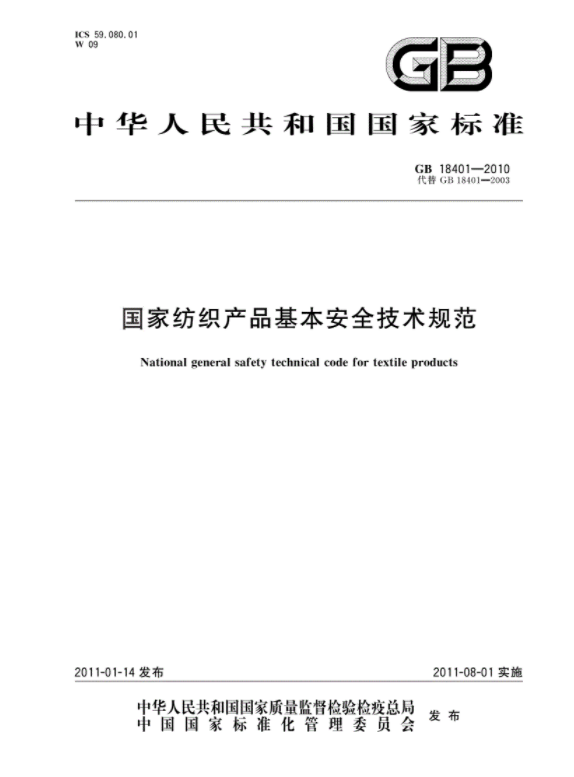 ICS 59.080.01
W 09
GB
中华人民共和国国家标准
GB 18401—2010
代替 GB 18401—2003
国家纺织产品基本安全技术规范
National general safety technical code for textile products
2011-01-14 发布
2011-08-01 实施
中华人民共和国国家质量监督检验检疫总局
中国国家标准化管理委员会
发布